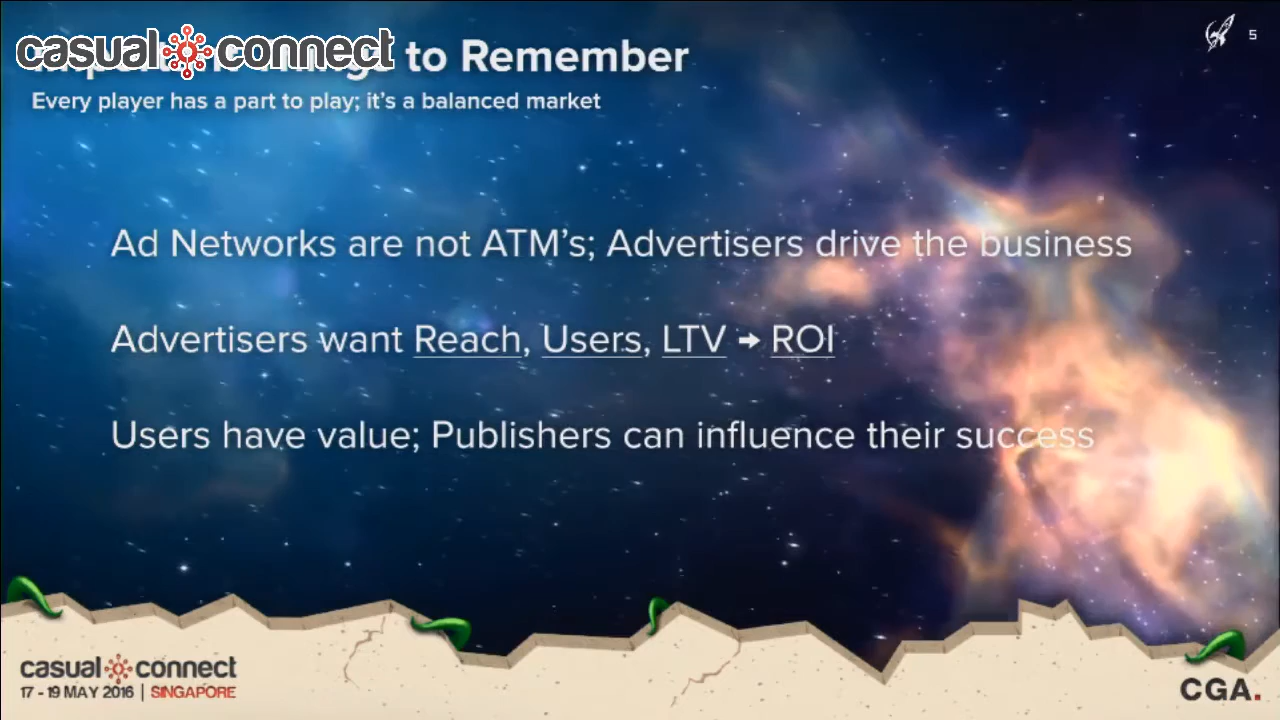 casual connect
to Remember
5
Every player has a part to play; it's a balanced market
Ad Networks are not ATM's; Advertisers drive the business
Advertisers want Reach, Users, LTV ➡ ROI
Users have value; Publishers can influence their success
casual connect
17 - 19 MAY 2016 | SINGAPORE
CGA.